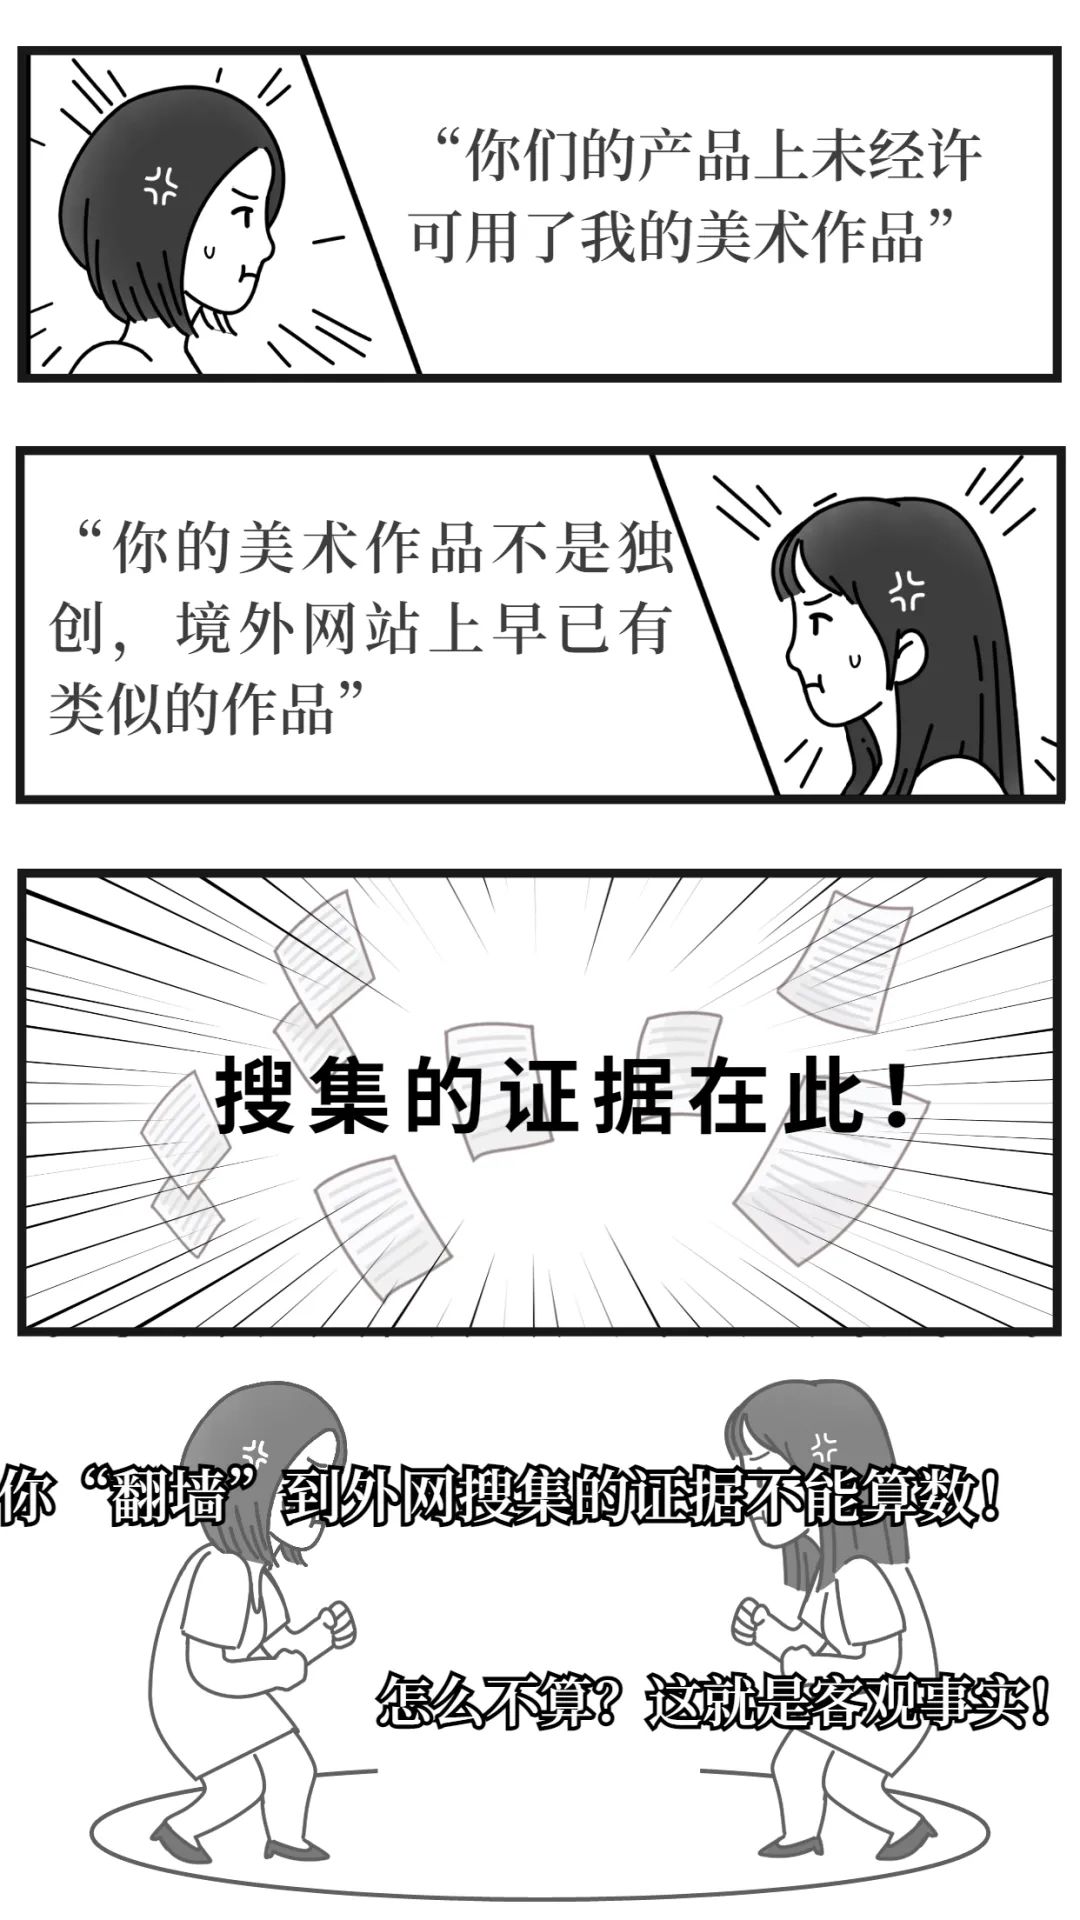 “你们的产品上未经许
可用了我的美术作品”
“你的美术作品不是独
创，境外网站上早已有
类似的作品”
搜集的证据在此！
你“翻墙”到外网搜集的证据不能算数！
怎么不算？这就是客观事实！